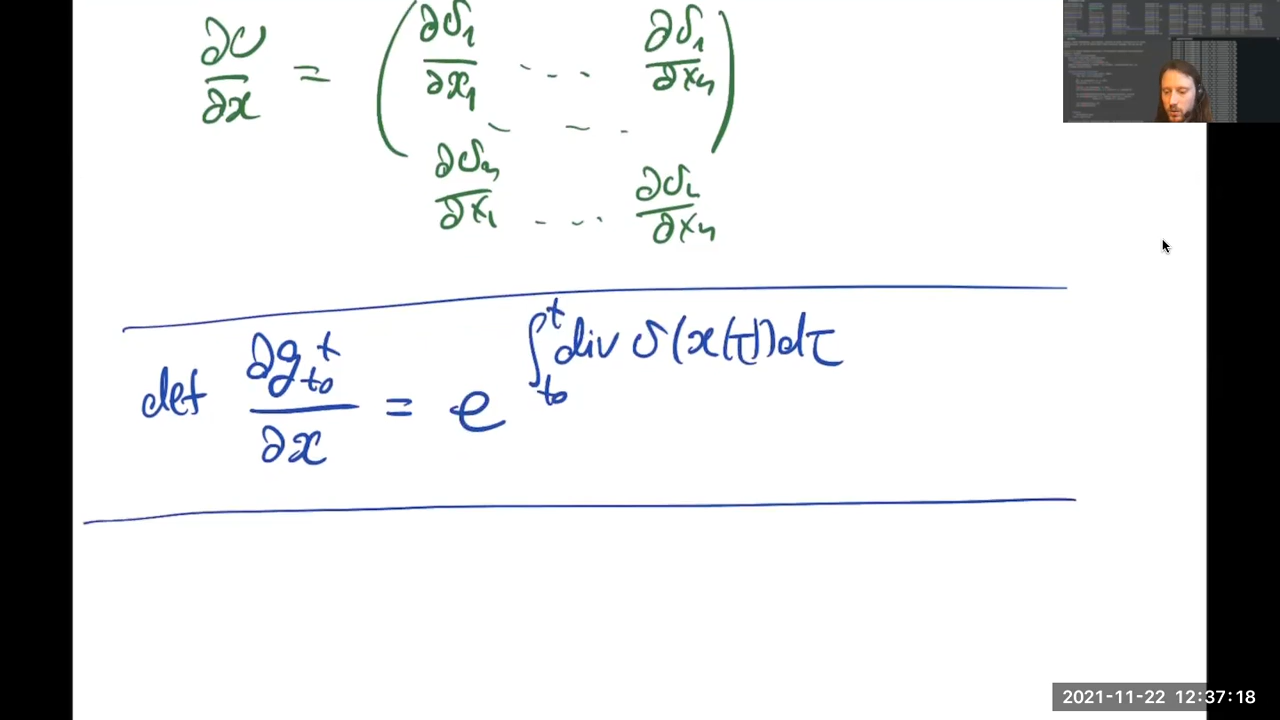 ∂v/∂x = ( ∂v₁/∂x₁ ... ∂v₁/∂xₙ )
... 
∂vₙ/∂x₁ ... ∂vₙ/∂xₙ
det ∂g_{t₀}^{t}/∂x = e^{∫_{t₀}^{t} div v(x(τ))dτ}
2021-11-22 12:37:18